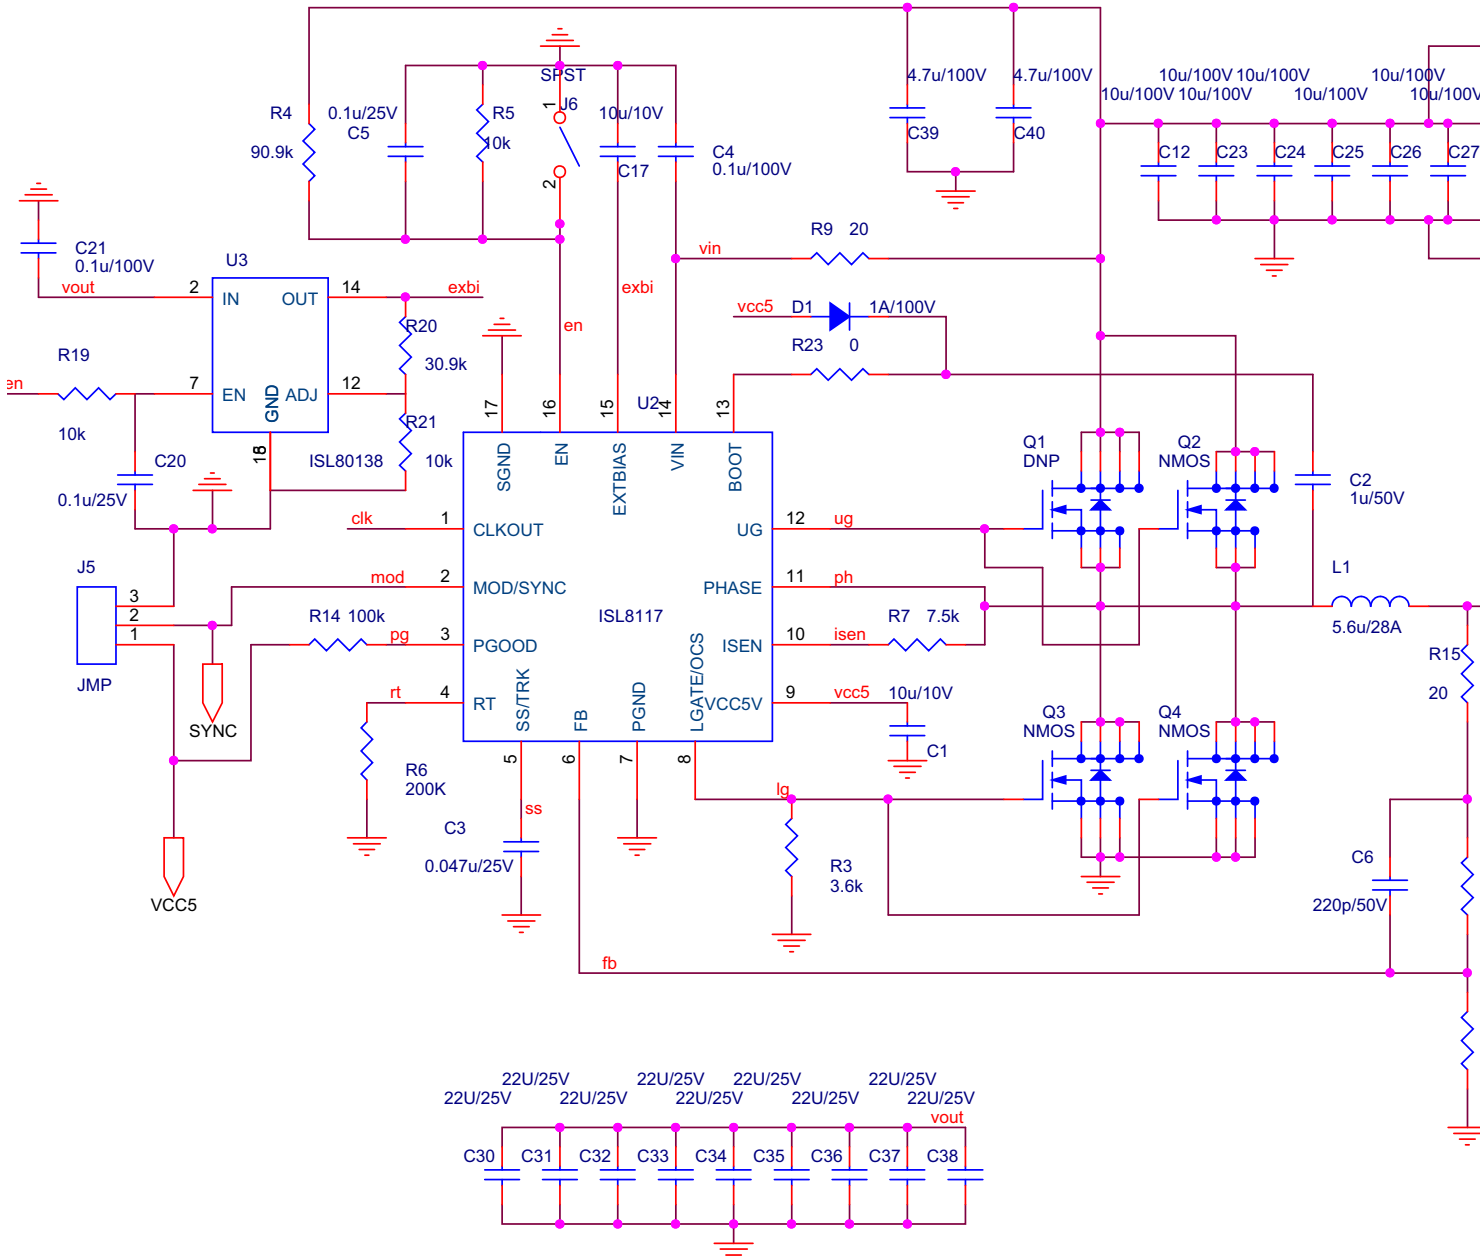 R4
90.9k
0.1u/25V
C5
R5
10k
SPST
J6
1
2
10u/10V
C17
C4
0.1u/100V
4.7u/100V
C39
4.7u/100V
C40
10u/100V 10u/100V
10u/100V
10u/100V 10u/100V
10u/100V
10u/100V
C12
C23
C24
C25
C26
C27
C21
0.1u/100V
vout
U3
2
IN
OUT
14
exbi
7
EN
ADJ
12
GND
18
ISL80138
R19
10k
en
C20
0.1u/25V
R20
30.9k
R21
10k
vin
R9 20
exbi
en
vcc5
D1
1A/100V
R23 0
U2
17
16
15
14
13
SGND
EN
EXTBIAS
VIN
BOOT
clk
1
CLKOUT
mod
2
MOD/SYNC
R14 100k
pg
3
PGOOD
rt
4
RT
ISL8117
UG
12
ug
PHASE
11
ph
ISEN
10
isen
VCC5V
9
vcc5
SS/TRK
FB
PGND
LGATE/OCS
5
6
7
8
J5
3
2
1
JMP
SYNC
VCC5
R6
200K
C3
0.047u/25V
ss
R7 7.5k
10u/10V
C1
lg
R3
3.6k
fb
Q1
DNP
Q2
NMOS
Q3
NMOS
Q4
NMOS
C2
1u/50V
L1
5.6u/28A
R15
20
C6
220p/50V
22U/25V
22U/25V
22U/25V
22U/25V
22U/25V
22U/25V
22U/25V
22U/25V
22U/25V
vout
C30
C31
C32
C33
C34
C35
C36
C37
C38